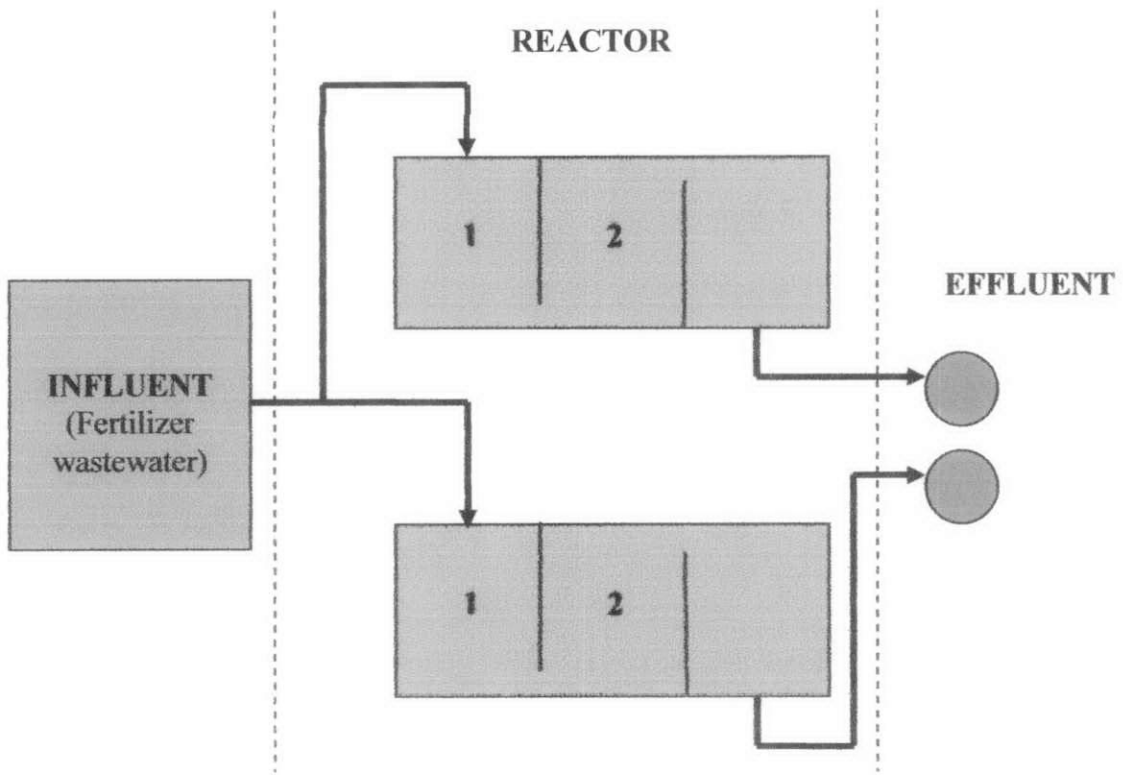 REACTOR
1
2
EFFLUENT
INFLUENT
(Fertilizer
wastewater)
1
2